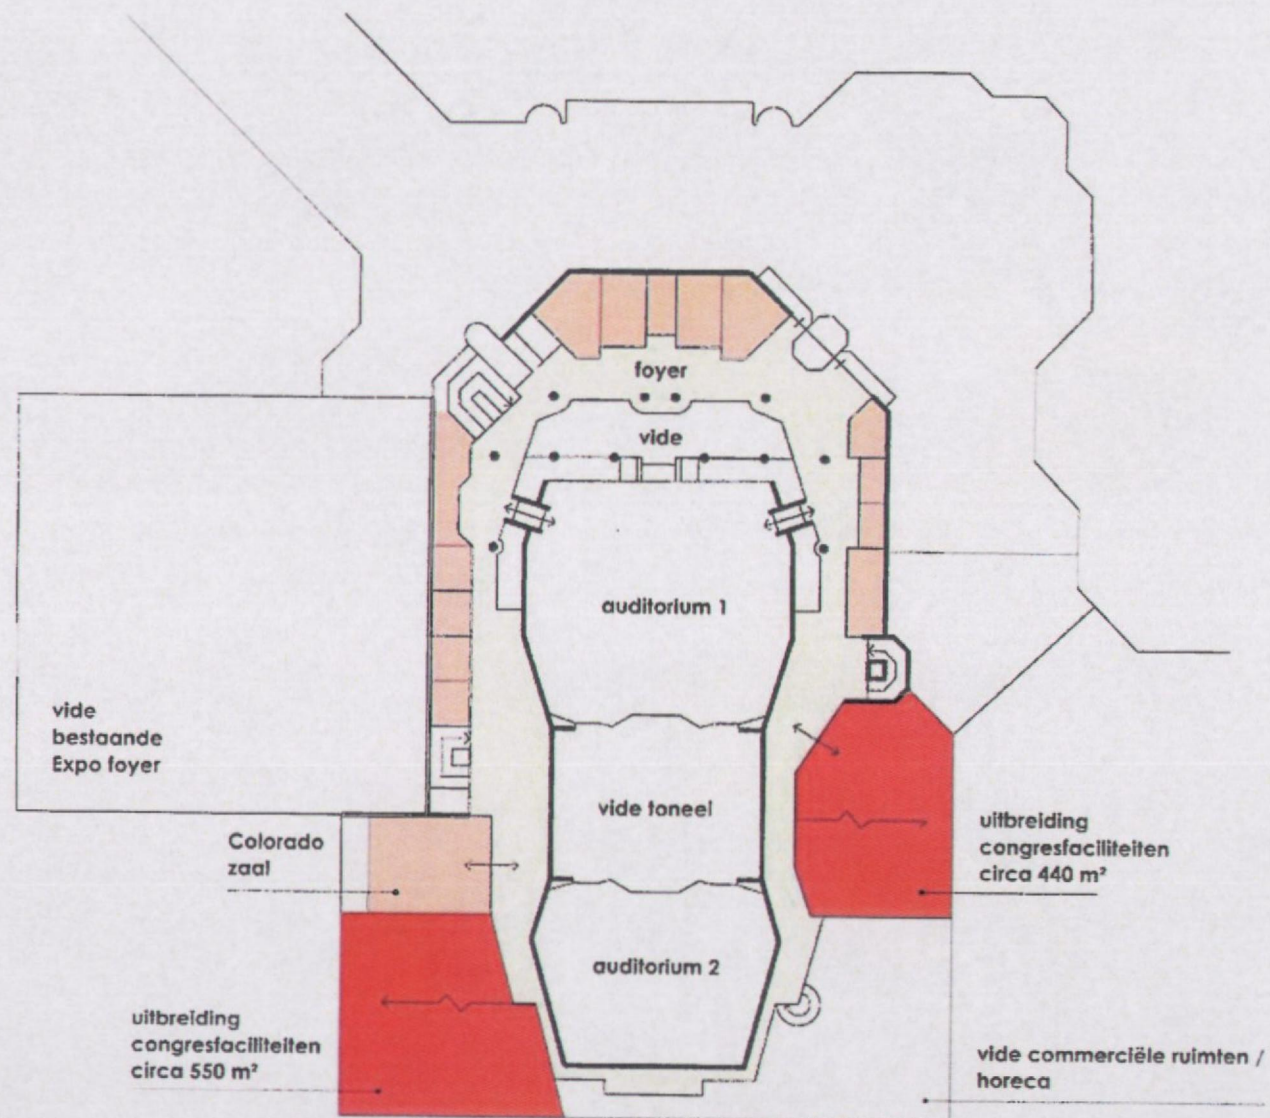 foyer
vide
auditorium 1
vide
bestaande
Expo foyer
vide toneel
Colorado
zaal
uitbreiding
congresfaciliteiten
circa 440 m²
auditorium 2
uitbreiding
congresfaciliteiten
circa 550 m²
vide commerciële ruimten /
horeca